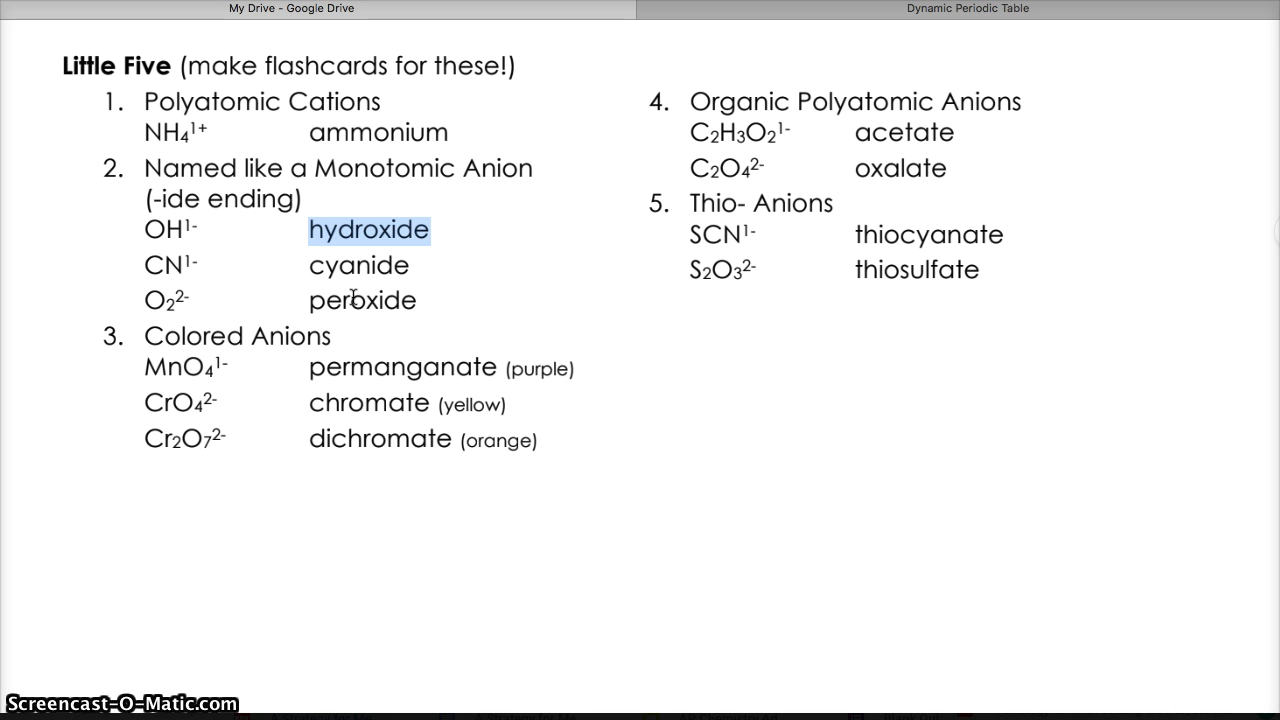 My Drive - Google Drive
Dynamic Periodic Table
Little Five (make flashcards for these!)
1. Polyatomic Cations
NH₄¹⁺ ammonium
2. Named like a Monotomic Anion
(-ide ending)
OH¹⁻ hydroxide
CN¹⁻ cyanide
O₂²⁻ peroxide
3. Colored Anions
MnO₄¹⁻ permanganate (purple)
CrO₄²⁻ chromate (yellow)
Cr₂O₇²⁻ dichromate (orange)
4. Organic Polyatomic Anions
C₂H₃O₂¹⁻ acetate
C₂O₄²⁻ oxalate
5. Thio- Anions
SCN¹⁻ thiocyanate
S₂O₃²⁻ thiosulfate
Screencast-O-Matic.com